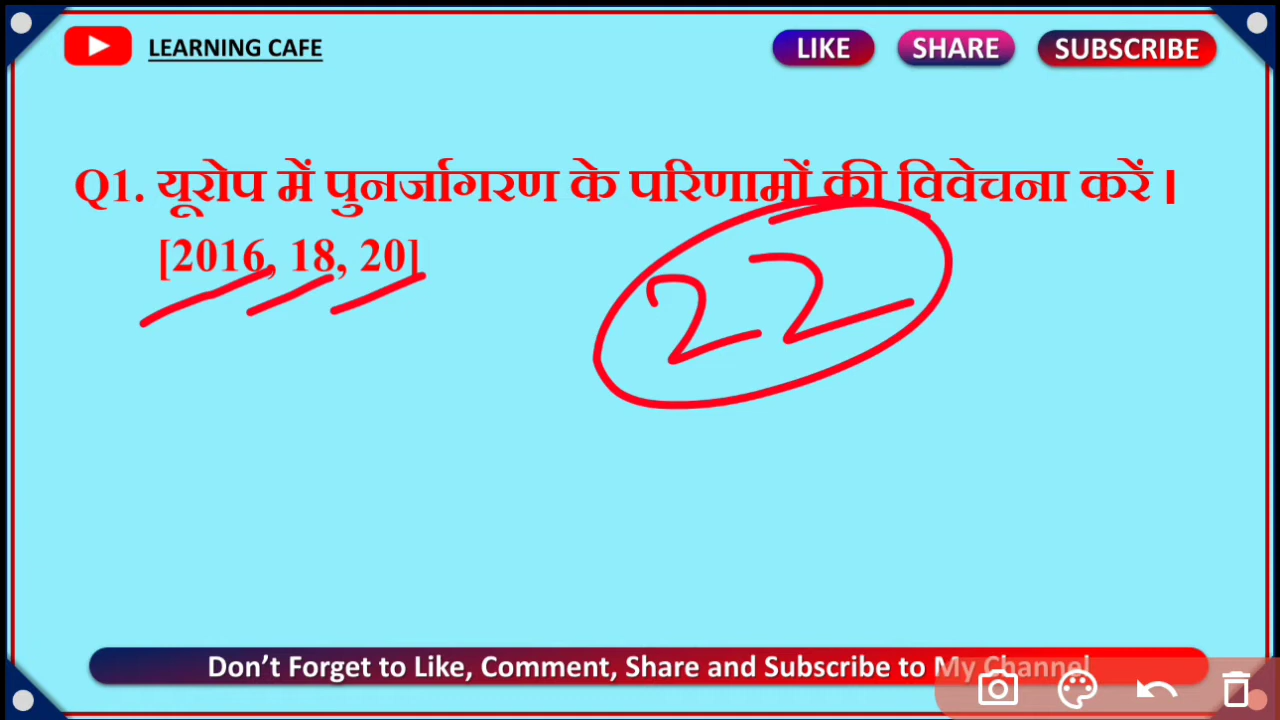 LEARNING CAFE
LIKE
SHARE
SUBSCRIBE
Q1. यूरोप में पुनर्जागरण के परिणामों की विवेचना करें।
[2016, 18, 20]
22
Don't Forget to Like, Comment, Share and Subscribe to My Channel